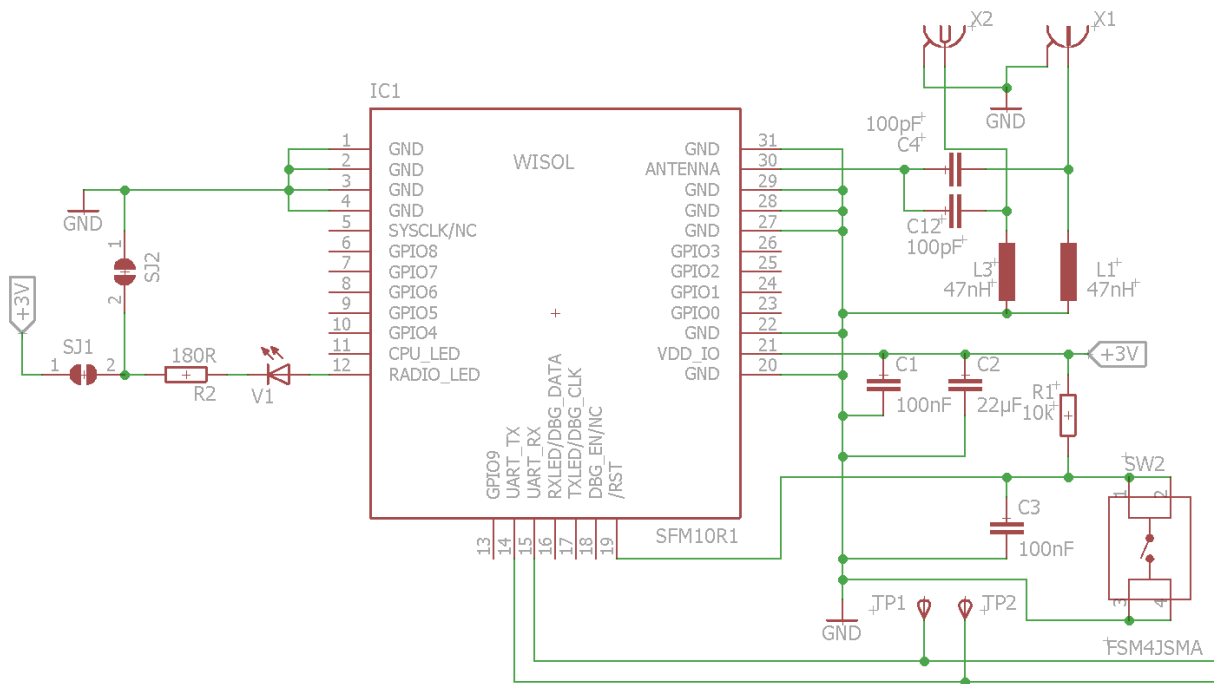 X2
X1
IC1
GND
100pF
C4
WISOL
1 GND
2 GND
3 GND
4 GND
5 SYSCLK/NC
6 GPIO8
7 GPIO7
8 GPIO6
9 GPIO5
10 GPIO4
11 CPU_LED
12 RADIO_LED
GND 31
ANTENNA 30
GND 29
GND 28
GND 27
GPIO3 26
GPIO2 25
GPIO1 24
GPIO0 23
GND 22
VDD_IO 21
GND 20
C12
100pF
L3
47nH
L1
47nH
GND
1
SJ2
2
+3V
SJ1
1
2
180R
R2
V1
+3V
C1
100nF
C2
22µF
R1
10k
GPIO9
UART_TX
UART_RX
RXLED/DBG_DATA
TXLED/DBG_CLK
DBG_EN/NC
/RST
13
14
15
16
17
18
19
SFM10R1
SW2
1
2
C3
100nF
3
4
TP1
TP2
GND
FSM4JSMA